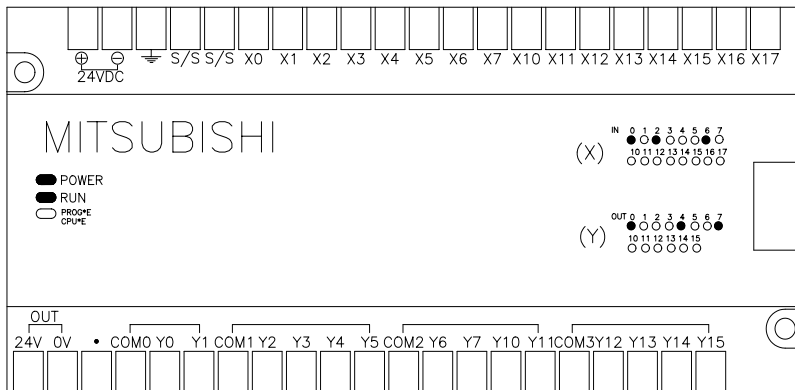 S/S S/S X0 X1 X2 X3 X4 X5 X6 X7 X10 X11 X12 X13 X14 X15 X16 X17
24VDC
MITSUBISHI
POWER
RUN
PROG*E
CPU*E
(X)
IN 0 1 2 3 4 5 6 7
10 11 12 13 14 15 16 17
(Y)
OUT 0 1 2 3 4 5 6 7
10 11 12 13 14 15
OUT
24V 0V • COM0 Y0 Y1 COM1 Y2 Y3 Y4 Y5 COM2 Y6 Y7 Y10 Y11 COM3 Y12 Y13 Y14 Y15